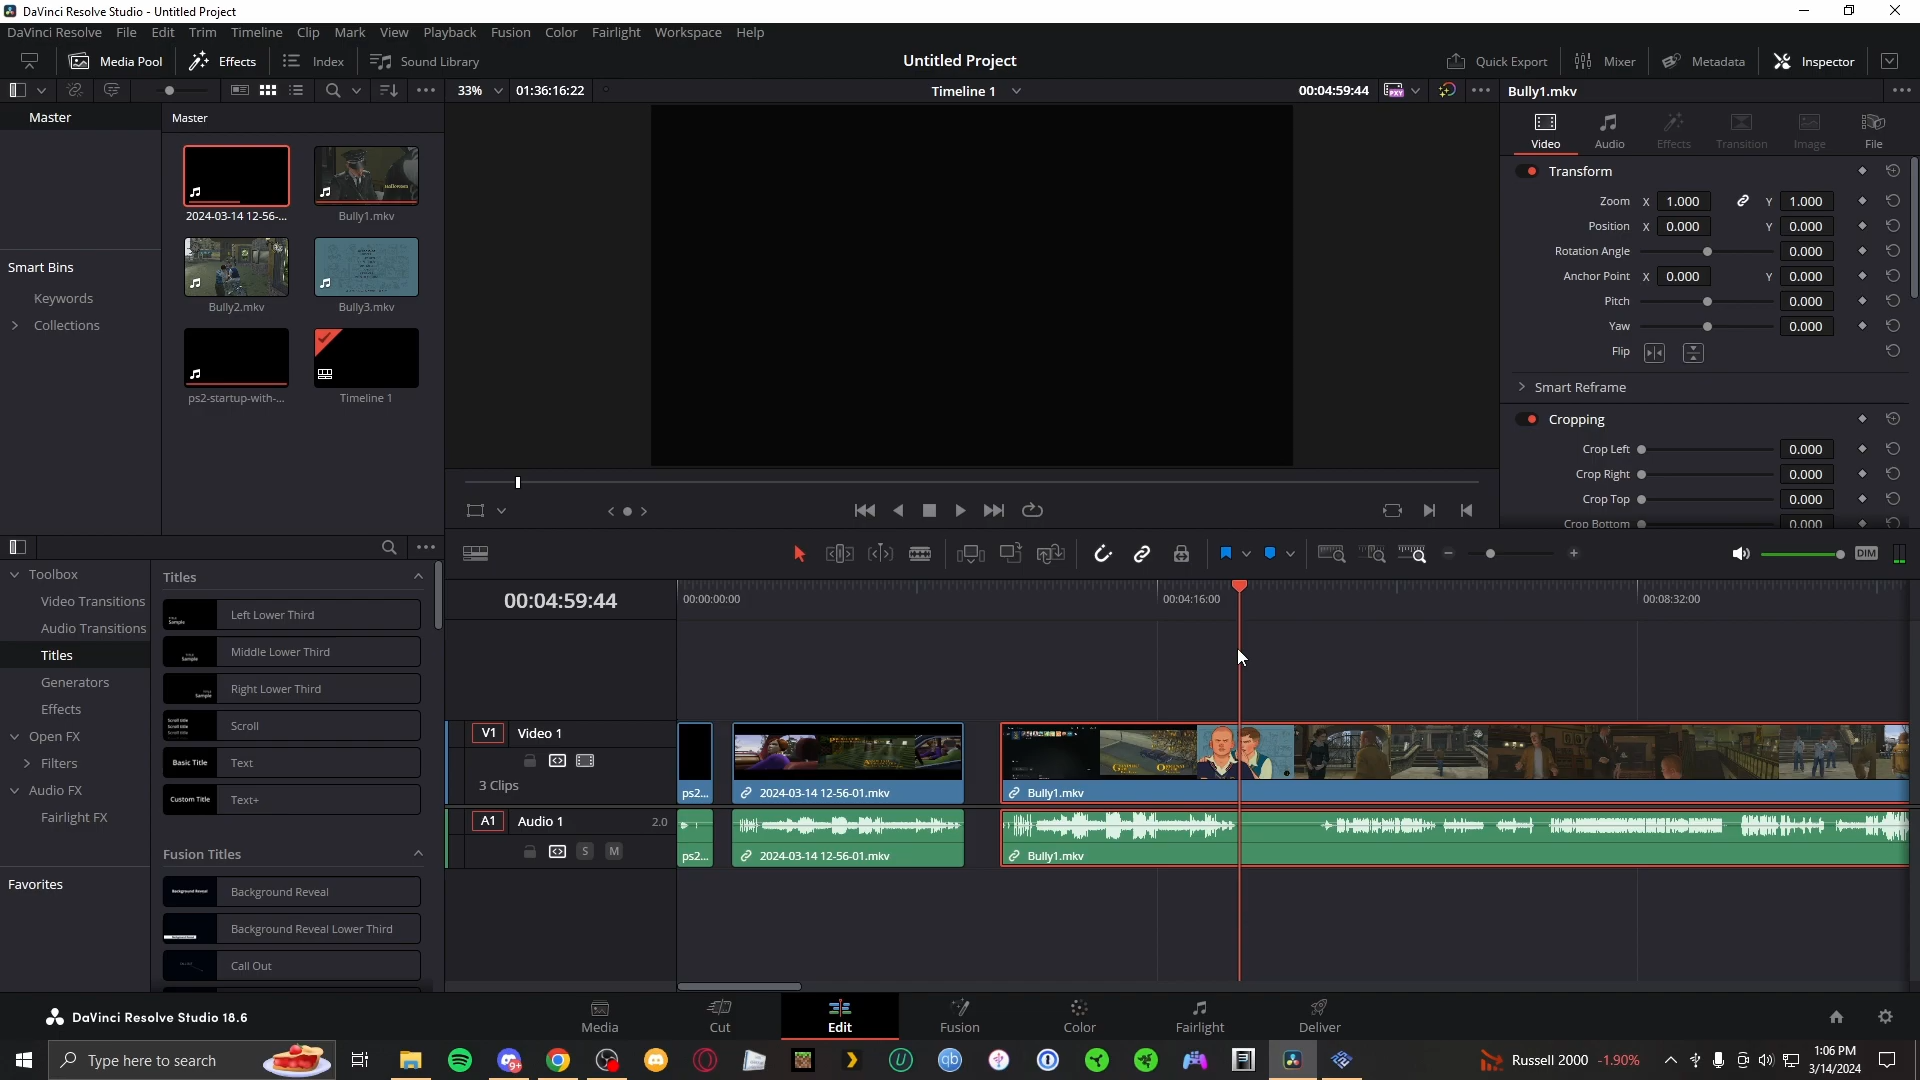 DaVinci Resolve Studio - Untitled Project
DaVinci Resolve File Edit Trim Timeline Clip Mark View Playback Fusion Color Fairlight Workspace Help
Media Pool Effects Index Sound Library Untitled Project Quick Export Mixer Metadata Inspector
33% 01:36:16:22 Timeline 1 00:04:59:44 PXY Bully1.mkv
Master Master
Video Audio Effects Transition Image File
2024-03-14 12-56-... Bully1.mkv
Bully2.mkv Bully3.mkv
ps2-startup-with-... Timeline 1
Smart Bins
Keywords
Collections
Transform
Zoom X 1.000 Y 1.000
Position X 0.000 Y 0.000
Rotation Angle 0.000
Anchor Point X 0.000 Y 0.000
Pitch 0.000
Yaw 0.000
Flip
Smart Reframe
Cropping
Crop Left 0.000
Crop Right 0.000
Crop Top 0.000
Crop Bottom 0.000
DIM
Toolbox
Video Transitions
Audio Transitions
Titles
Generators
Effects
Open FX
Filters
Audio FX
Fairlight FX
Favorites
Titles
Left Lower Third
Middle Lower Third
Right Lower Third
Scroll
Basic Title Text
Custom Title Text+
Fusion Titles
Background Reveal Background Reveal
Background Reveal Lower Third
Call Out
00:04:59:44 00:00:00:00 00:04:16:00 00:08:32:00
V1 Video 1
3 Clips
ps2... 2024-03-14 12-56-01.mkv Bully1.mkv
A1 Audio 1 2.0
S M
ps2... 2024-03-14 12-56-01.mkv Bully1.mkv
DaVinci Resolve Studio 18.6
Media Cut Edit Fusion Color Fairlight Deliver
Type here to search
Russell 2000 -1.90%
1:06 PM
3/14/2024